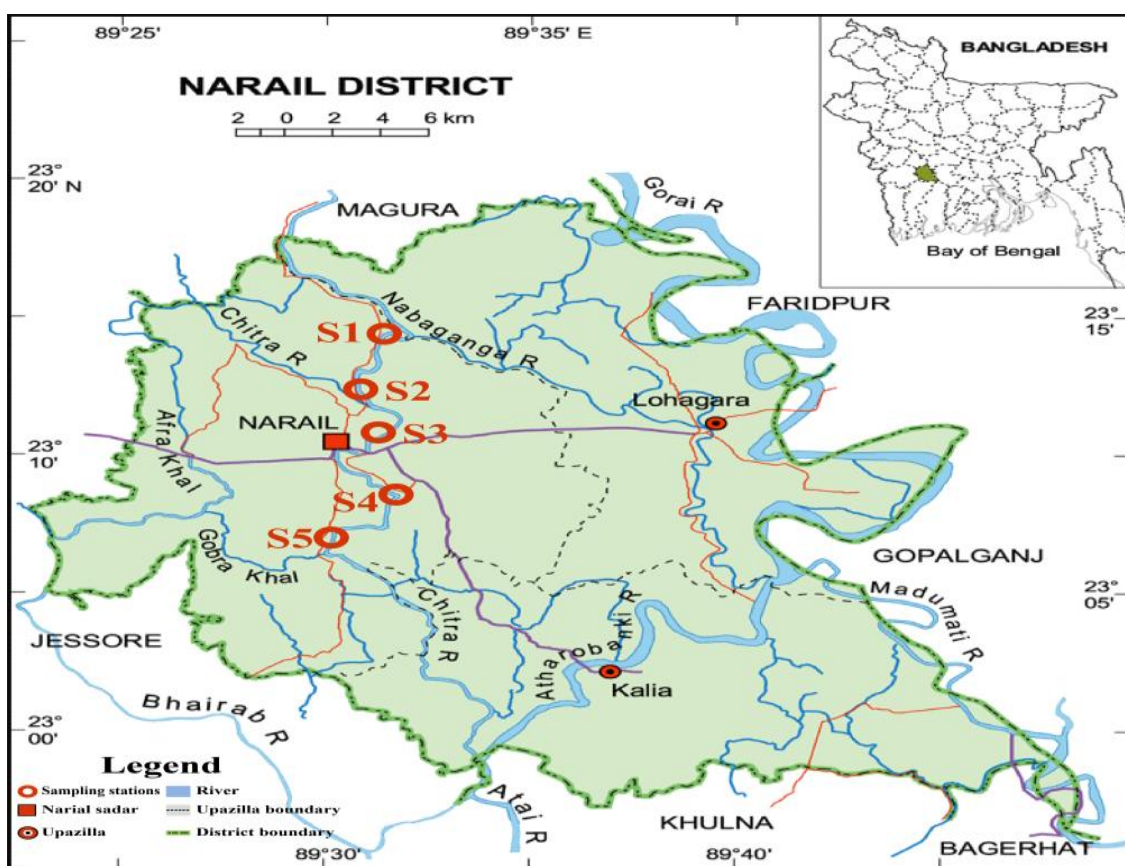 89°25'
89°35' E
BANGLADESH
NARAIL DISTRICT
2 0 2 4 6 km
23°
20' N
Gorai R
MAGURA
Bay of Bengal
FARIDPUR
23°
15'
Nabaganga R
S1
Chitra R
S2
Lohagara
NARAIL
S3
Afra Khal
23°
10'
S4
S5
Gobra Khal
GOPALGANJ
Madumati R
23°
05'
Chitra R
JESSORE
Atharobanki R
Kalia
Bhairab R
23°
00'
Legend
Sampling stations
River
Narial sadar
Upazilla boundary
Upazilla
District boundary
Atai R
KHULNA
BAGERHAT
89°30'
89°40'